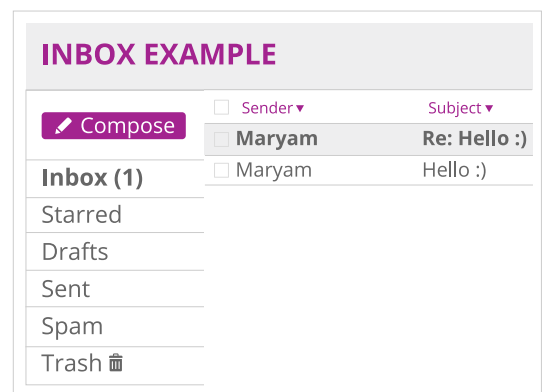 INBOX EXAMPLE
Compose
Inbox (1)
Starred
Drafts
Sent
Spam
Trash
Sender Subject
Maryam Re: Hello :)
Maryam Hello :)